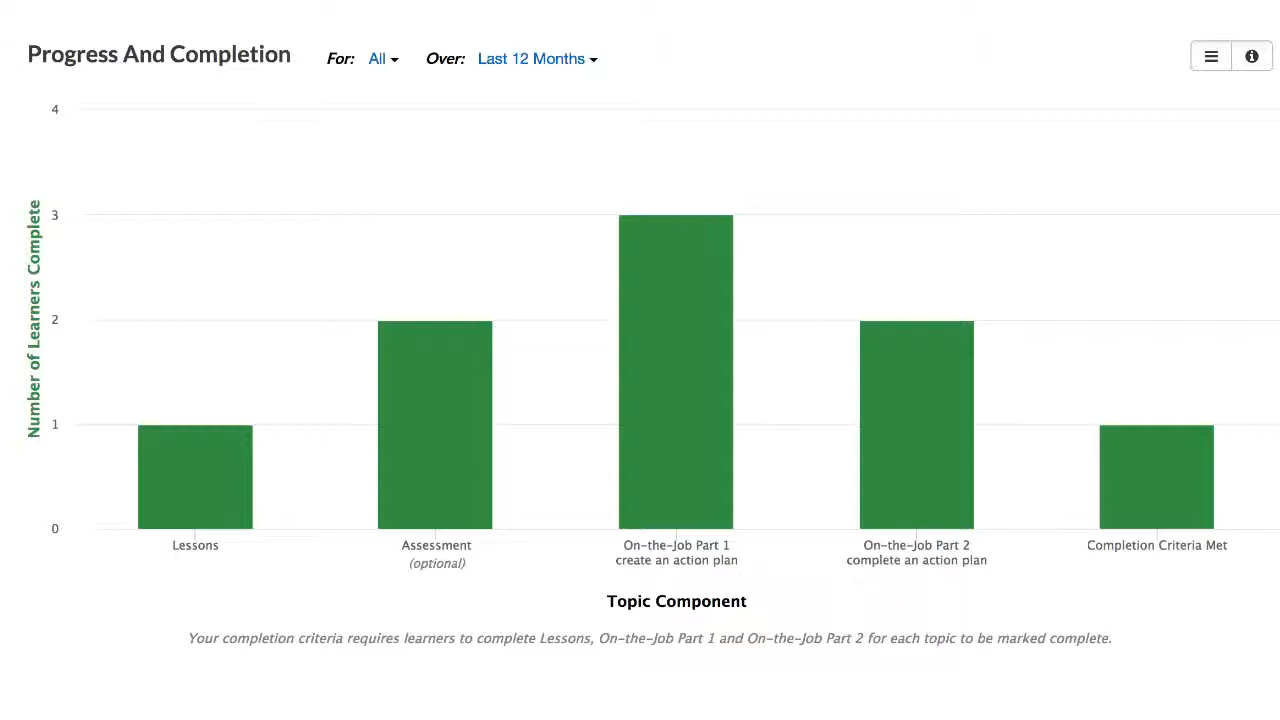 Progress And Completion For: All Over: Last 12 Months
4
3
2
1
0
Number of Learners Complete
Lessons
Assessment
(optional)
On-the-Job Part 1
create an action plan
On-the-Job Part 2
complete an action plan
Completion Criteria Met
Topic Component
Your completion criteria requires learners to complete Lessons, On-the-Job Part 1 and On-the-Job Part 2 for each topic to be marked complete.